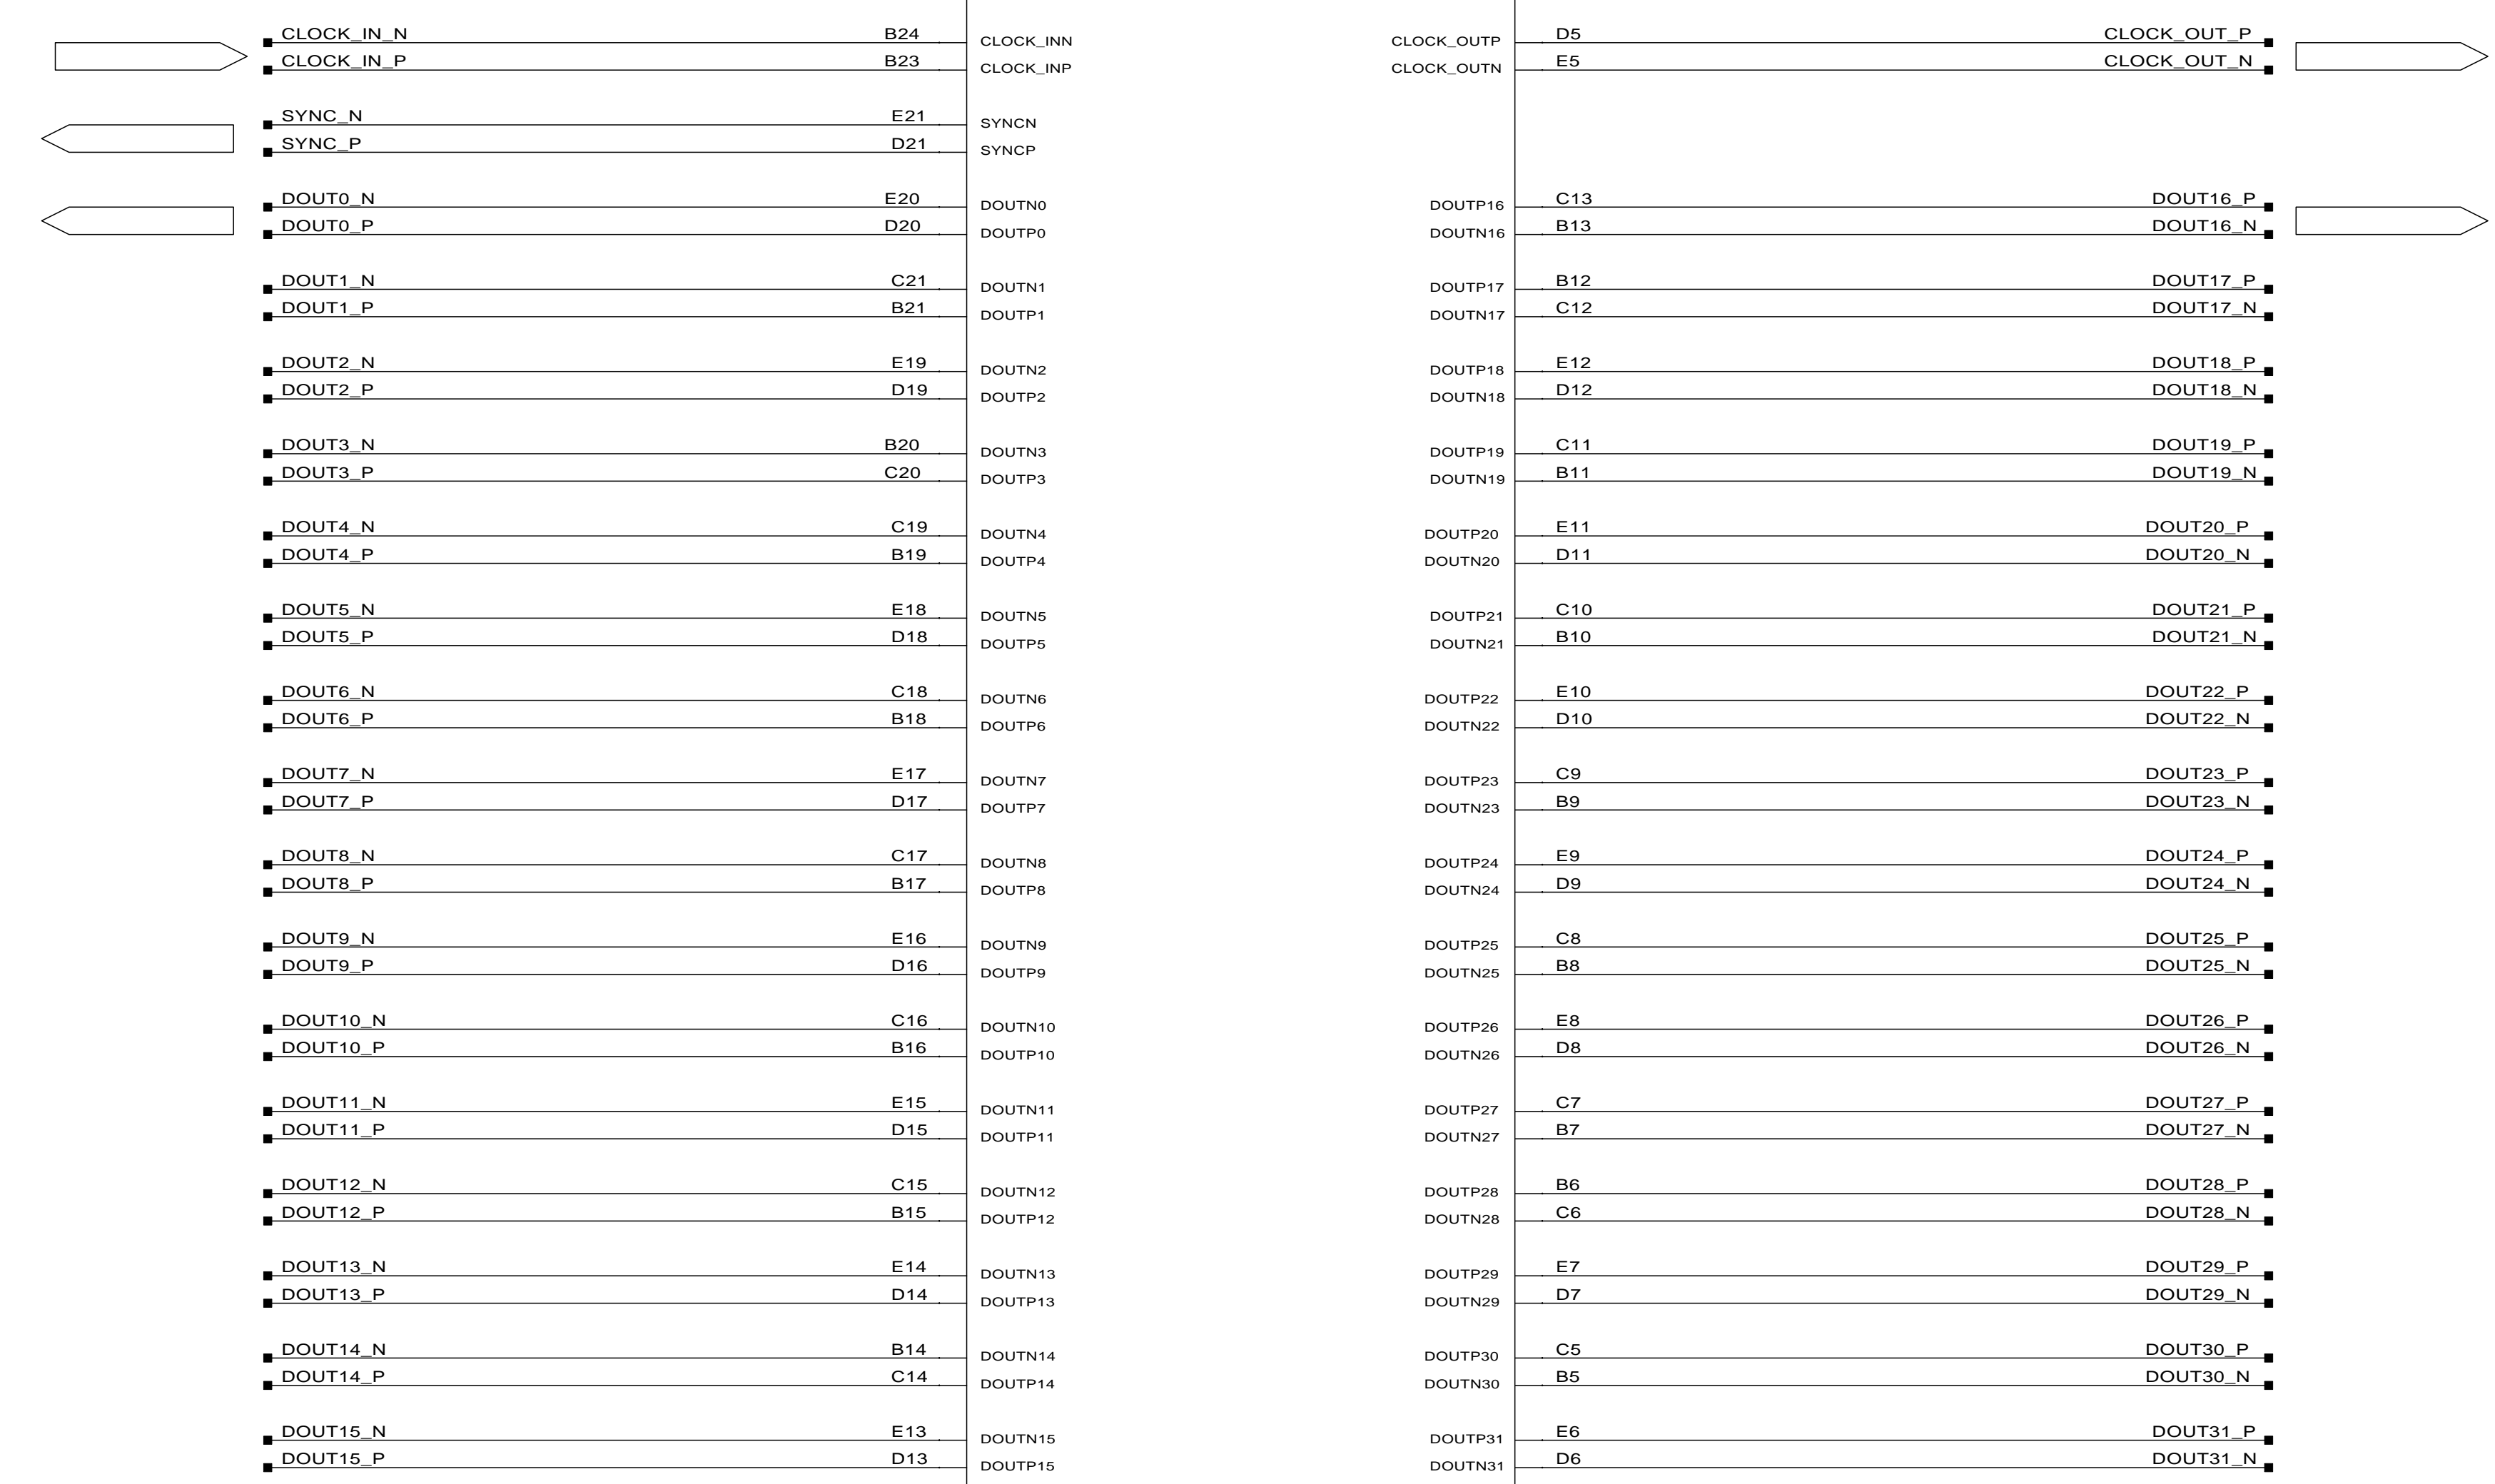 CLOCK_IN_N B24 CLOCK_INN CLOCK_OUTP D5 CLOCK_OUT_P
CLOCK_IN_P B23 CLOCK_INP CLOCK_OUTN E5 CLOCK_OUT_N
SYNC_N E21 SYNCN
SYNC_P D21 SYNCP
DOUT0_N E20 DOUTN0 DOUTP16 C13 DOUT16_P
DOUT0_P D20 DOUTP0 DOUTN16 B13 DOUT16_N
DOUT1_N C21 DOUTN1 DOUTP17 B12 DOUT17_P
DOUT1_P B21 DOUTP1 DOUTN17 C12 DOUT17_N
DOUT2_N E19 DOUTN2 DOUTP18 E12 DOUT18_P
DOUT2_P D19 DOUTP2 DOUTN18 D12 DOUT18_N
DOUT3_N B20 DOUTN3 DOUTP19 C11 DOUT19_P
DOUT3_P C20 DOUTP3 DOUTN19 B11 DOUT19_N
DOUT4_N C19 DOUTN4 DOUTP20 E11 DOUT20_P
DOUT4_P B19 DOUTP4 DOUTN20 D11 DOUT20_N
DOUT5_N E18 DOUTN5 DOUTP21 C10 DOUT21_P
DOUT5_P D18 DOUTP5 DOUTN21 B10 DOUT21_N
DOUT6_N C18 DOUTN6 DOUTP22 E10 DOUT22_P
DOUT6_P B18 DOUTP6 DOUTN22 D10 DOUT22_N
DOUT7_N E17 DOUTN7 DOUTP23 C9 DOUT23_P
DOUT7_P D17 DOUTP7 DOUTN23 B9 DOUT23_N
DOUT8_N C17 DOUTN8 DOUTP24 E9 DOUT24_P
DOUT8_P B17 DOUTP8 DOUTN24 D9 DOUT24_N
DOUT9_N E16 DOUTN9 DOUTP25 C8 DOUT25_P
DOUT9_P D16 DOUTP9 DOUTN25 B8 DOUT25_N
DOUT10_N C16 DOUTN10 DOUTP26 E8 DOUT26_P
DOUT10_P B16 DOUTP10 DOUTN26 D8 DOUT26_N
DOUT11_N E15 DOUTN11 DOUTP27 C7 DOUT27_P
DOUT11_P D15 DOUTP11 DOUTN27 B7 DOUT27_N
DOUT12_N C15 DOUTN12 DOUTP28 B6 DOUT28_P
DOUT12_P B15 DOUTP12 DOUTN28 C6 DOUT28_N
DOUT13_N E14 DOUTN13 DOUTP29 E7 DOUT29_P
DOUT13_P D14 DOUTP13 DOUTN29 D7 DOUT29_N
DOUT14_N B14 DOUTN14 DOUTP30 C5 DOUT30_P
DOUT14_P C14 DOUTP14 DOUTN30 B5 DOUT30_N
DOUT15_N E13 DOUTN15 DOUTP31 E6 DOUT31_P
DOUT15_P D13 DOUTP15 DOUTN31 D6 DOUT31_N